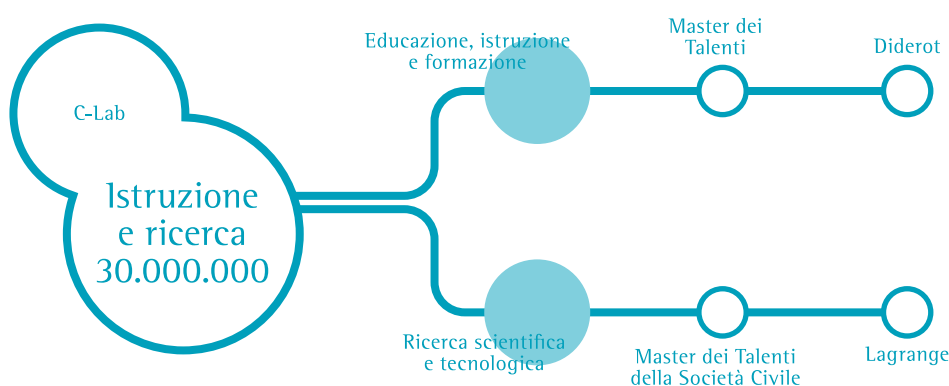 C-Lab
Istruzione
e ricerca
30.000.000
Educazione, istruzione
e formazione
Master dei
Talenti
Diderot
Ricerca scientifica
e tecnologica
Master dei Talenti
della Società Civile
Lagrange